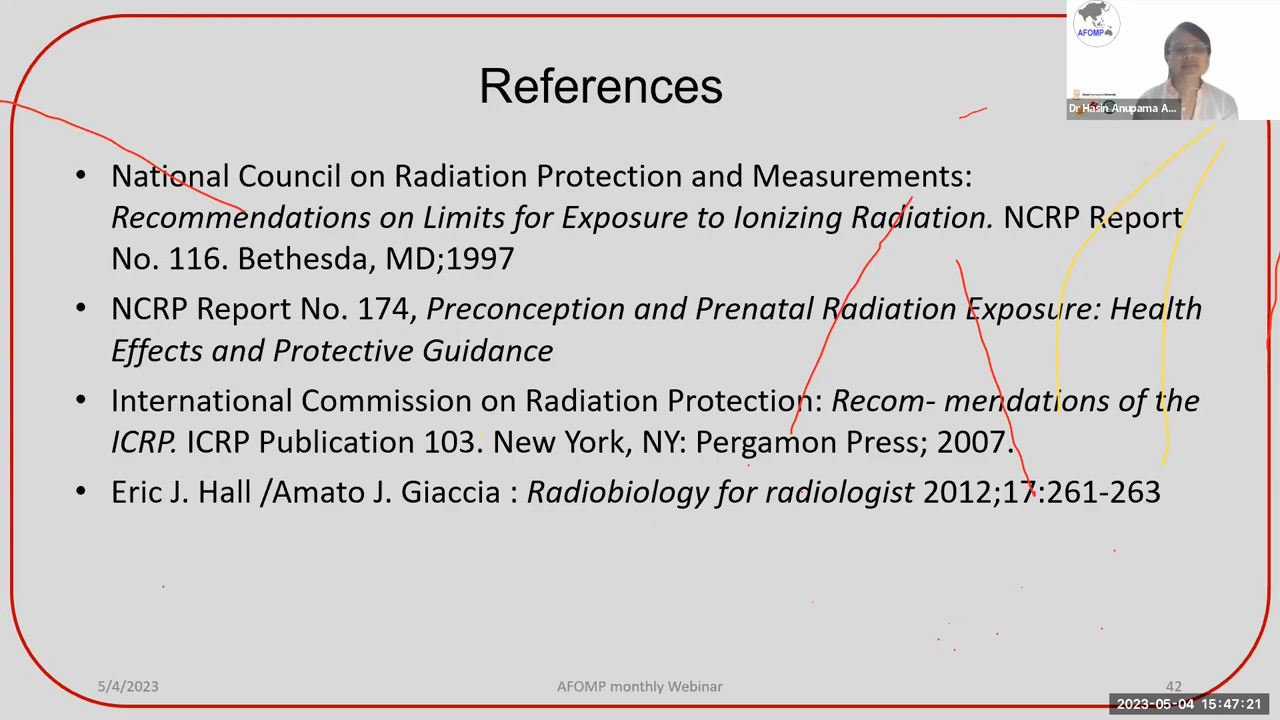 AFOMP
Dr Hasin Anupama A...
References
• National Council on Radiation Protection and Measurements:
Recommendations on Limits for Exposure to Ionizing Radiation. NCRP Report
No. 116. Bethesda, MD;1997
• NCRP Report No. 174, Preconception and Prenatal Radiation Exposure: Health
Effects and Protective Guidance
• International Commission on Radiation Protection: Recom- mendations of the
ICRP. ICRP Publication 103. New York, NY: Pergamon Press; 2007.
• Eric J. Hall /Amato J. Giaccia : Radiobiology for radiologist 2012;17:261-263
5/4/2023
AFOMP monthly Webinar
42
2023-05-04 15:47:21